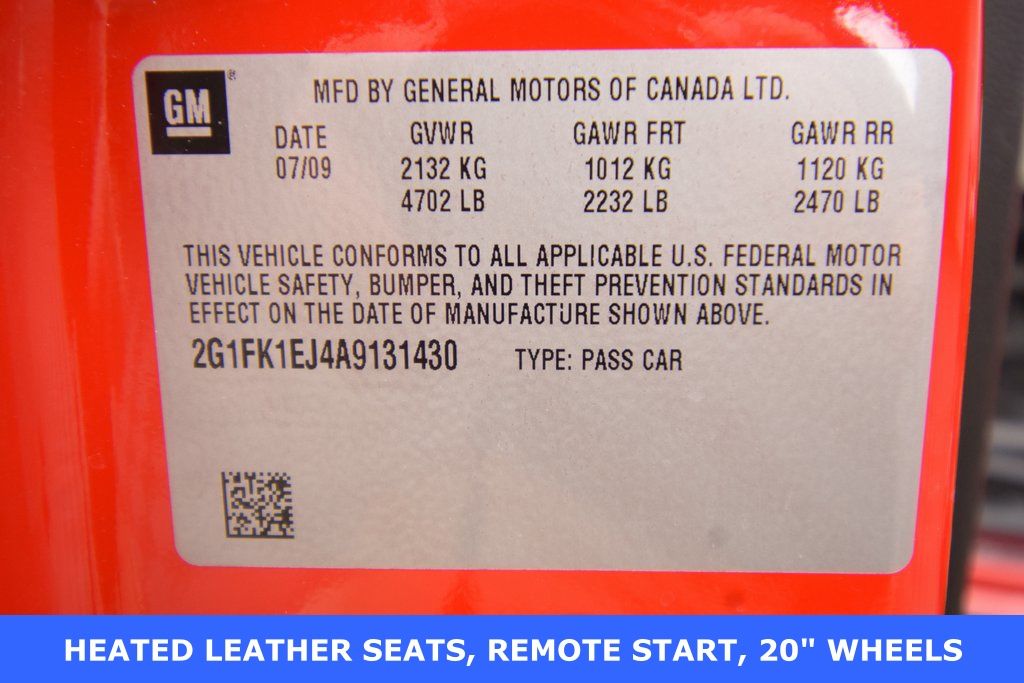 GM®
MFD BY GENERAL MOTORS OF CANADA LTD.
DATE GVWR GAWR FRT GAWR RR
07/09 2132 KG 1012 KG 1120 KG
4702 LB 2232 LB 2470 LB
THIS VEHICLE CONFORMS TO ALL APPLICABLE U.S. FEDERAL MOTOR
VEHICLE SAFETY, BUMPER, AND THEFT PREVENTION STANDARDS IN
EFFECT ON THE DATE OF MANUFACTURE SHOWN ABOVE.
2G1FK1EJ4A9131430 TYPE: PASS CAR
HEATED LEATHER SEATS, REMOTE START, 20" WHEELS